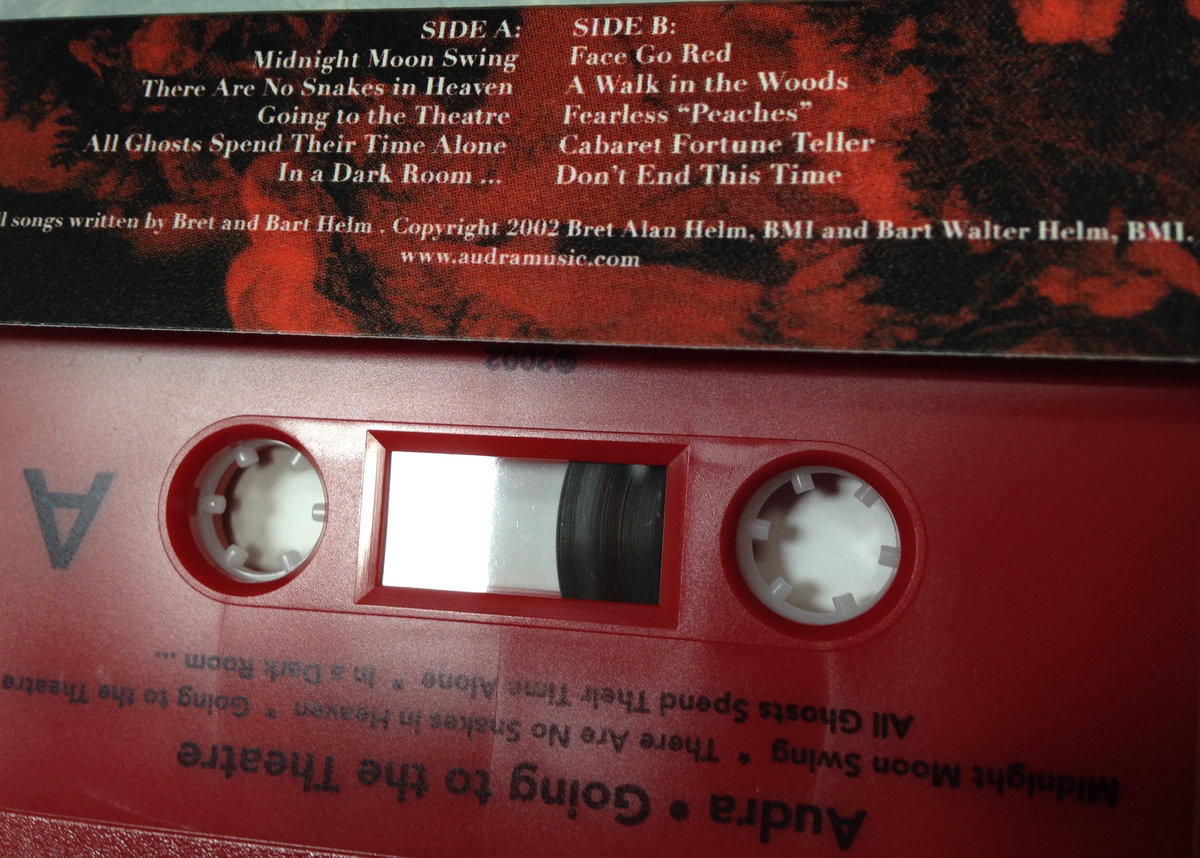 SIDE A:
Midnight Moon Swing
There Are No Snakes in Heaven
Going to the Theatre
All Ghosts Spend Their Time Alone
In a Dark Room ...
SIDE B:
Face Go Red
A Walk in the Woods
Fearless “Peaches”
Cabaret Fortune Teller
Don’t End This Time
songs written by Bret and Bart Helm . Copyright 2002 Bret Alan Helm, BMI and Bart Walter Helm, BMI.
www.audramusic.com
Audra • Going to the Theatre
Midnight Moon Swing * There Are No Snakes in Heaven * Going to the Theatre
All Ghosts Spend Their Time Alone * In a Dark Room ...
A
©2002